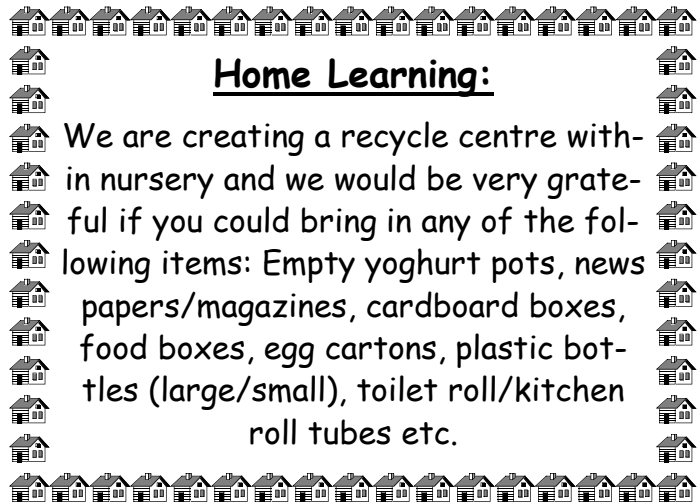 Home Learning:
We are creating a recycle centre with-
in nursery and we would be very grate-
ful if you could bring in any of the fol-
lowing items: Empty yoghurt pots, news
papers/magazines, cardboard boxes,
food boxes, egg cartons, plastic bot-
tles (large/small), toilet roll/kitchen
roll tubes etc.